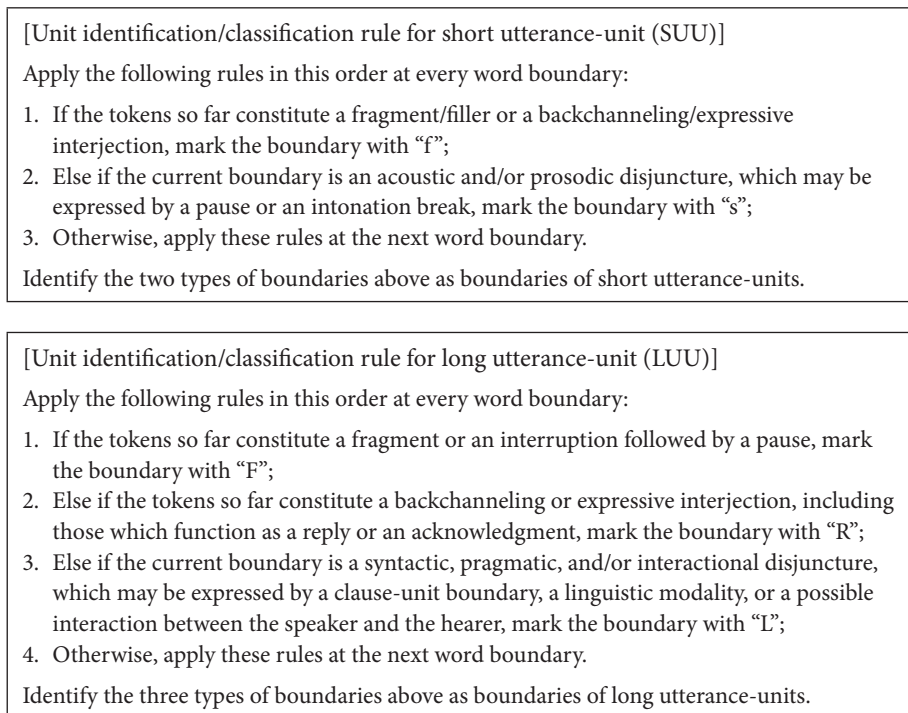 [Unit identification/classification rule for short utterance-unit (SUU)]
Apply the following rules in this order at every word boundary:
1. If the tokens so far constitute a fragment/filler or a backchanneling/expressive
interjection, mark the boundary with “f”;
2. Else if the current boundary is an acoustic and/or prosodic disjuncture, which may be
expressed by a pause or an intonation break, mark the boundary with “s”;
3. Otherwise, apply these rules at the next word boundary.
Identify the two types of boundaries above as boundaries of short utterance-units.
[Unit identification/classification rule for long utterance-unit (LUU)]
Apply the following rules in this order at every word boundary:
1. If the tokens so far constitute a fragment or an interruption followed by a pause, mark
the boundary with “F”;
2. Else if the tokens so far constitute a backchanneling or expressive interjection, including
those which function as a reply or an acknowledgment, mark the boundary with “R”;
3. Else if the current boundary is a syntactic, pragmatic, and/or interactional disjuncture,
which may be expressed by a clause-unit boundary, a linguistic modality, or a possible
interaction between the speaker and the hearer, mark the boundary with “L”;
4. Otherwise, apply these rules at the next word boundary.
Identify the three types of boundaries above as boundaries of long utterance-units.